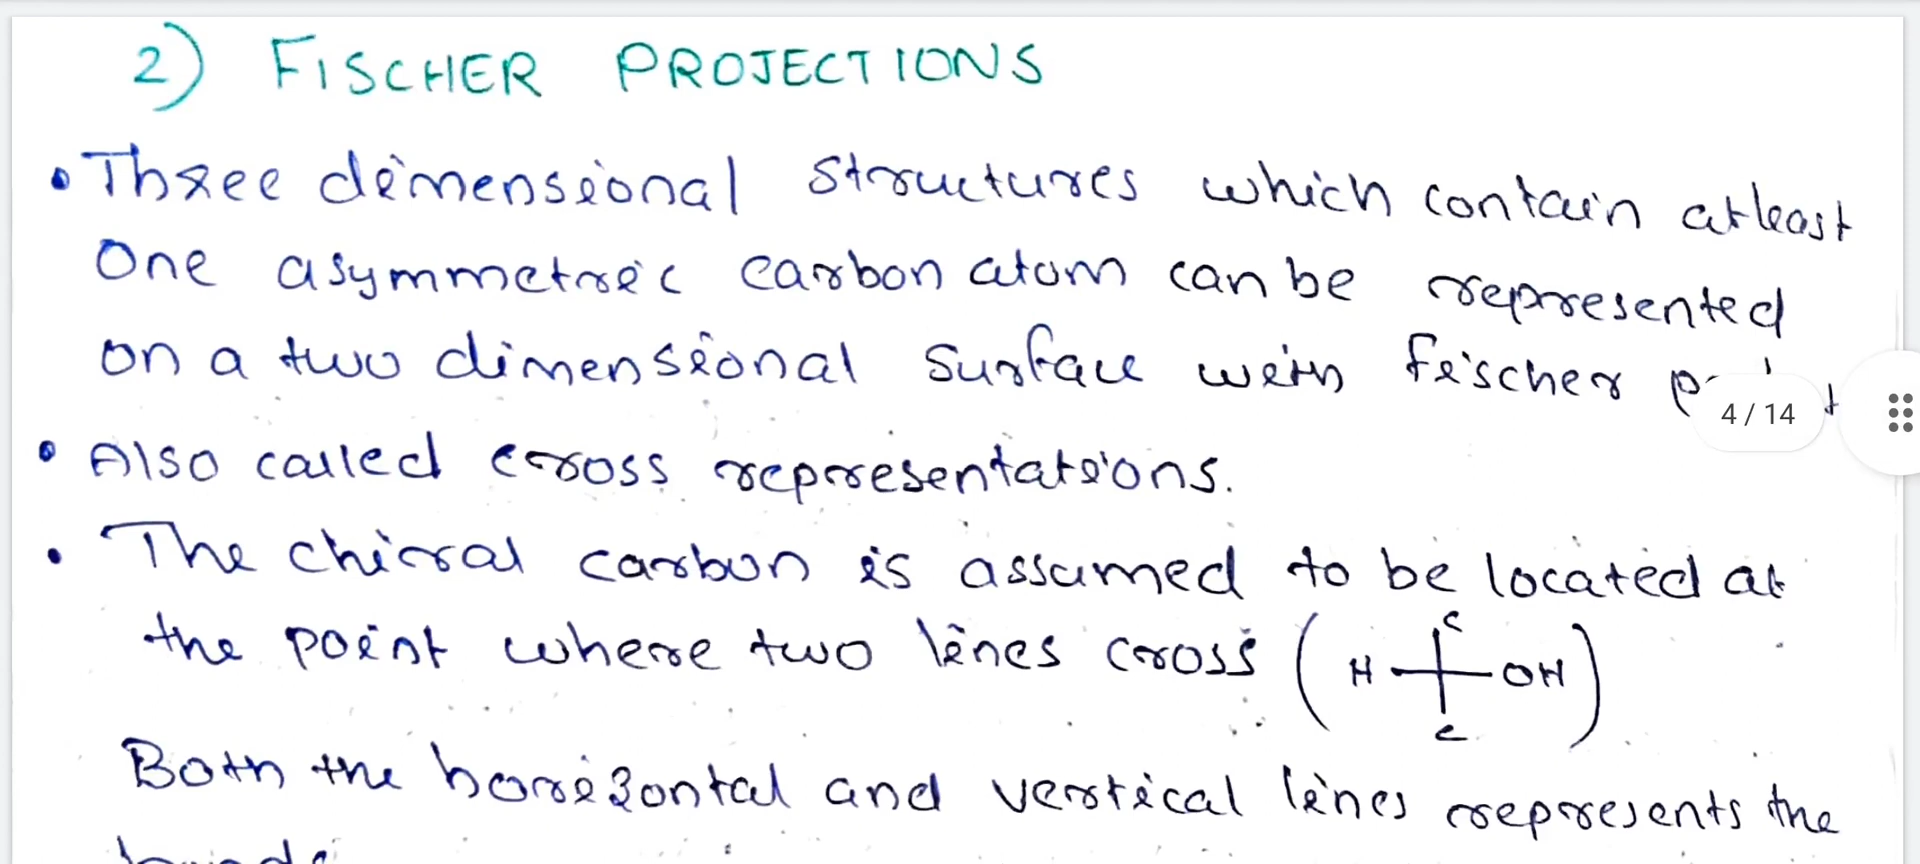 2) FISCHER PROJECTIONS
• Three dimensional structures which contain atleast
One asymmetric carbon atom can be represented
on a two dimensional surface with fischer
4 / 14
• Also called cross representations.
• The chiral carbon is assumed to be located at
the point where two lines cross ( H OH )
C
C
Both the horizontal and vertical lines represents the